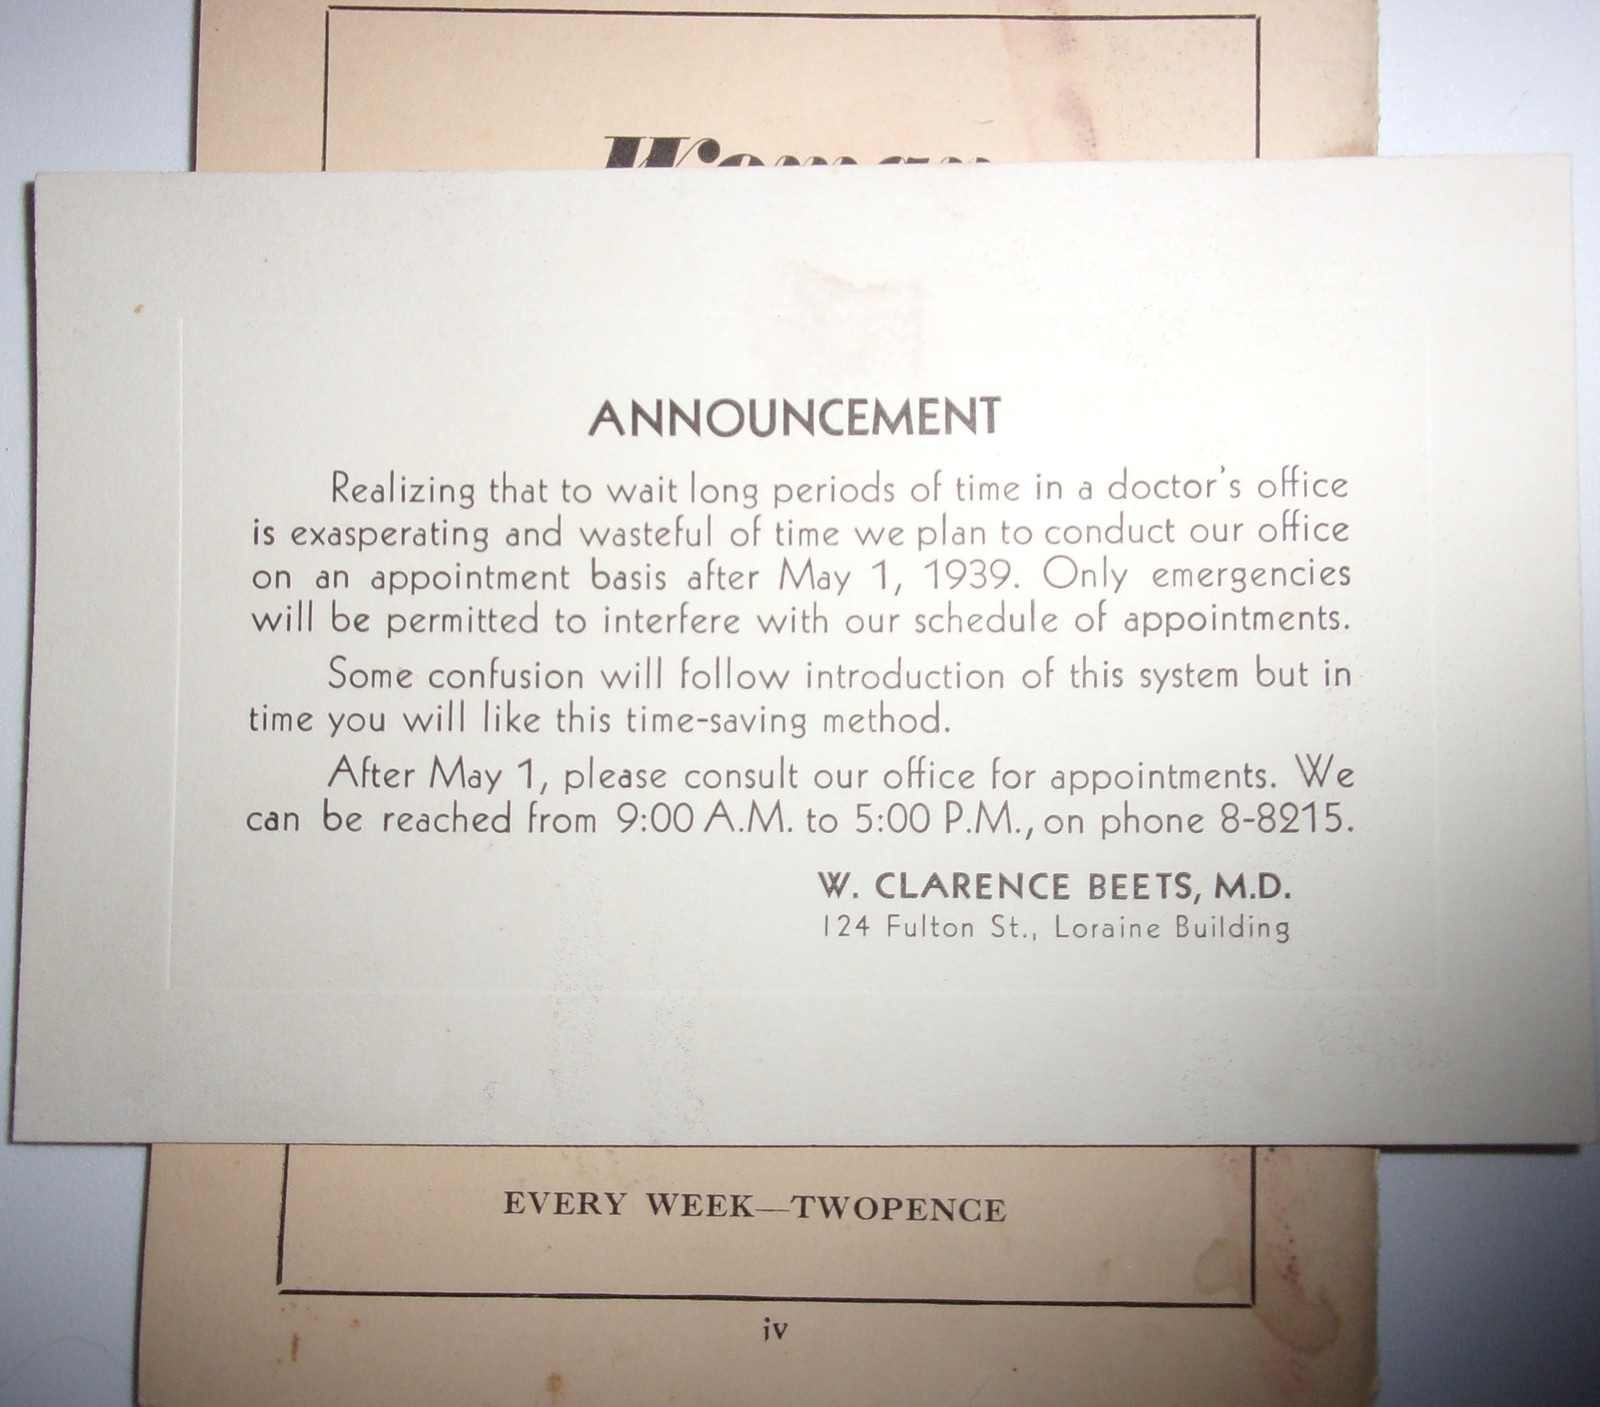 Woman
ANNOUNCEMENT
Realizing that to wait long periods of time in a doctor's office
is exasperating and wasteful of time we plan to conduct our office
on an appointment basis after May 1, 1939. Only emergencies
will be permitted to interfere with our schedule of appointments.
Some confusion will follow introduction of this system but in
time you will like this time-saving method.
After May 1, please consult our office for appointments. We
can be reached from 9:00 A.M. to 5:00 P.M., on phone 8-8215.
W. CLARENCE BEETS, M.D.
124 Fulton St., Loraine Building
EVERY WEEK—TWOPENCE
iv